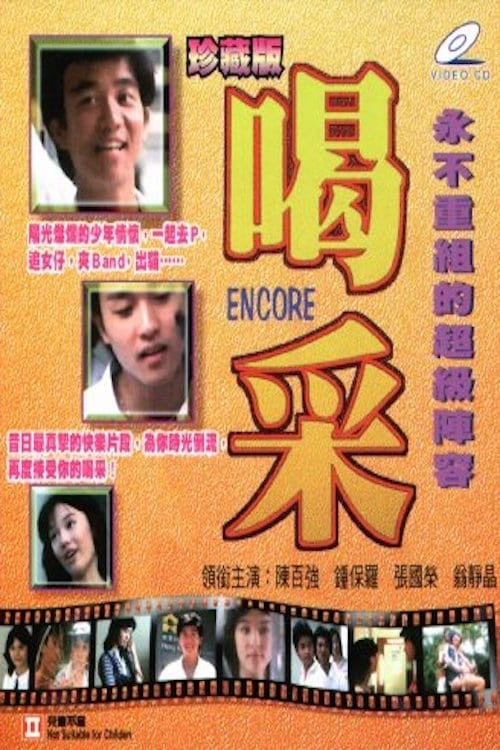 珍藏版
VIDEO CD
喝采
ENCORE
永不重組的超級陣容
陽光燦爛的少年情懷，一起去P，
追女仔，夾Band，出貓……
昔日最真摯的快樂片段，為你時光倒流，
再度接受你的喝采！
領銜主演：陳百強 鍾保羅 張國榮 翁靜晶
II
兒童不宜
Not Suitable for Children